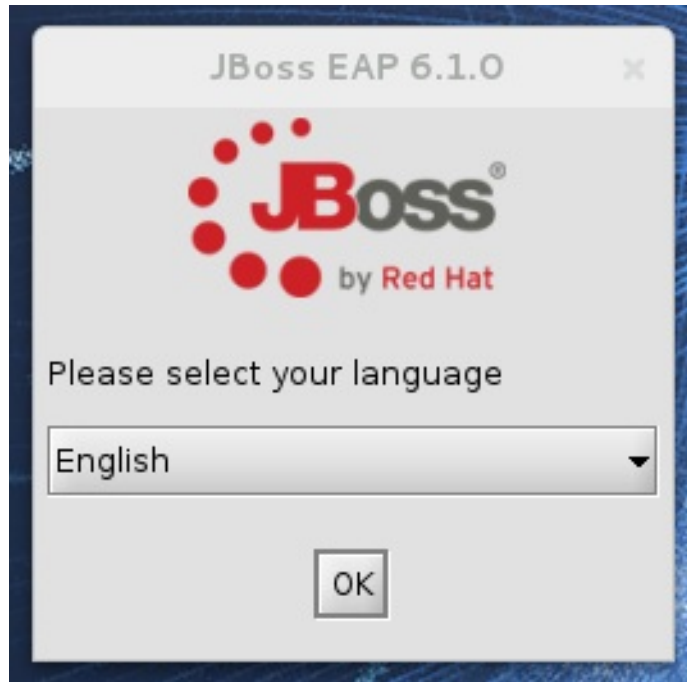 JBoss EAP 6.1.0
JBoss®
by Red Hat
Please select your language
English
OK